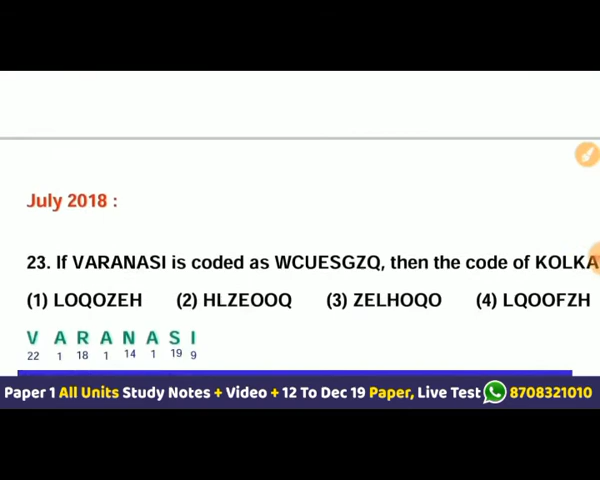 July 2018 :
23. If VARANASI is coded as WCUESGZQ, then the code of KOLKA
(1) LOQOZEH (2) HLZEOOQ (3) ZELHOQO (4) LQOOFZH
V A R A N A S I
22 1 18 1 14 1 19 9
Paper 1 All Units Study Notes + Video + 12 To Dec 19 Paper, Live Test 8708321010